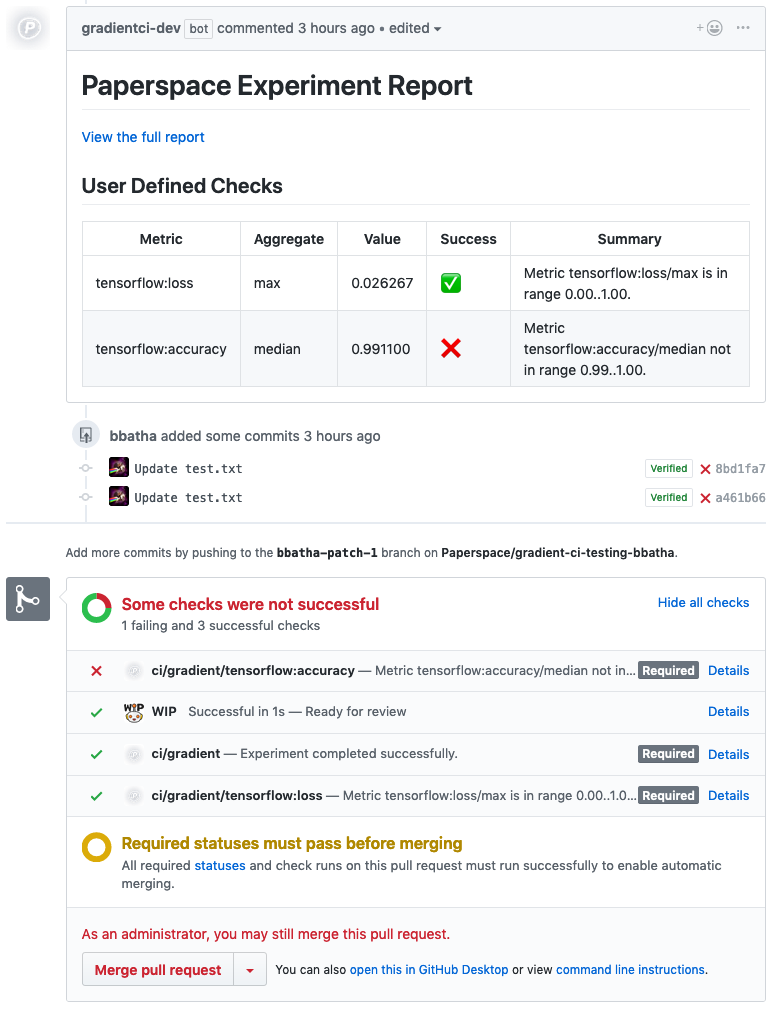 gradientci-dev bot commented 3 hours ago • edited
Paperspace Experiment Report
View the full report
User Defined Checks
Metric Aggregate Value Success Summary
tensorflow:loss max 0.026267 Metric tensorflow:loss/max is in
range 0.00..1.00.
tensorflow:accuracy median 0.991100 Metric
tensorflow:accuracy/median not
in range 0.99..1.00.
bbatha added some commits 3 hours ago
Update test.txt Verified 8bd1fa7
Update test.txt Verified a461b66
Add more commits by pushing to the bbatha-patch-1 branch on Paperspace/gradient-ci-testing-bbatha.
Some checks were not successful Hide all checks
1 failing and 3 successful checks
ci/gradient/tensorflow:accuracy — Metric tensorflow:accuracy/median not in... Required Details
WIP WIP Successful in 1s — Ready for review Details
ci/gradient — Experiment completed successfully. Required Details
ci/gradient/tensorflow:loss — Metric tensorflow:loss/max is in range 0.00..1.0... Required Details
Required statuses must pass before merging
All required statuses and check runs on this pull request must run successfully to enable automatic
merging.
As an administrator, you may still merge this pull request.
Merge pull request You can also open this in GitHub Desktop or view command line instructions.